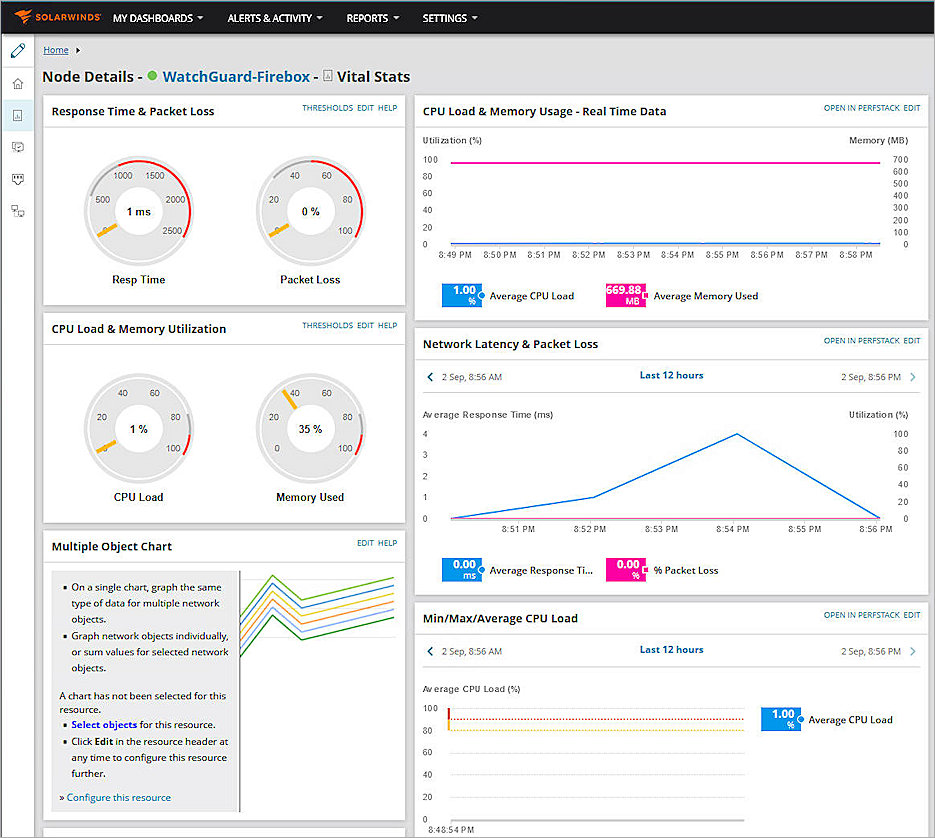 SOLARWINDS MY DASHBOARDS ALERTS & ACTIVITY REPORTS SETTINGS
Home
Node Details - WatchGuard-Firebox - Vital Stats
Response Time & Packet Loss THRESHOLDS EDIT HELP
0 500 1000 1500 2000 2500
1 ms
Resp Time
0 20 40 60 80 100
0 %
Packet Loss
CPU Load & Memory Utilization THRESHOLDS EDIT HELP
0 20 40 60 80 100
1 %
CPU Load
0 20 40 60 80 100
35 %
Memory Used
Multiple Object Chart EDIT HELP
On a single chart, graph the same
type of data for multiple network
objects.
Graph network objects individually,
or sum values for selected network
objects.
A chart has not been selected for this
resource.
Select objects for this resource.
Click Edit in the resource header at
any time to configure this resource
further.
» Configure this resource
CPU Load & Memory Usage - Real Time Data OPEN IN PERFSTACK EDIT
Utilization (%) Memory (MB)
100 80 60 40 20 0
700 600 500 400 300 200 100 0
8:49 PM 8:50 PM 8:51 PM 8:52 PM 8:53 PM 8:54 PM 8:55 PM 8:56 PM 8:57 PM 8:58 PM
1.00 % Average CPU Load
669.88 MB Average Memory Used
Network Latency & Packet Loss OPEN IN PERFSTACK EDIT
2 Sep, 8:56 AM Last 12 hours 2 Sep, 8:56 PM
Average Response Time (ms) Utilization (%)
4 3 2 1 0
100 80 60 40 20 0
8:51 PM 8:52 PM 8:53 PM 8:54 PM 8:55 PM 8:56 PM
0.00 ms Average Response Ti...
0.00 % % Packet Loss
Min/Max/Average CPU Load OPEN IN PERFSTACK EDIT
2 Sep, 8:56 AM Last 12 hours 2 Sep, 8:56 PM
Average CPU Load (%)
100 80 60 40 20 0
8:48:54 PM
1.00 % Average CPU Load